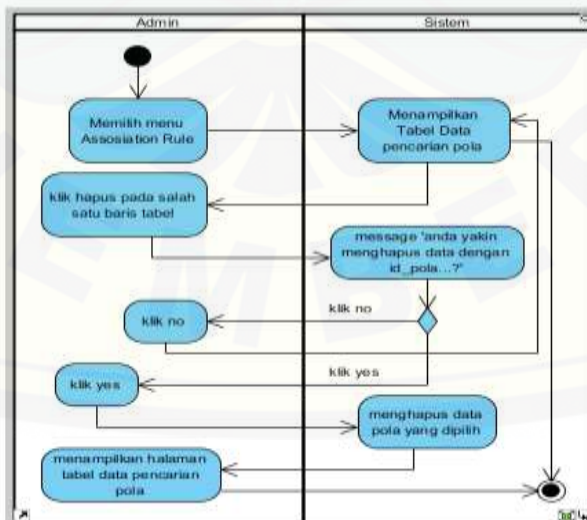 Admin
Sistem
Memilih menu
Assosiation Rule
Menampilkan
Tabel Data
pencarian pola
klik hapus pada salah
satu baris tabel
message 'anda yakin
menghapus data dengan
id_pola...?'
klik no
klik no
klik yes
klik yes
menghapus data
pola yang dipilih
menampilkan halaman
tabel data pencarian
pola